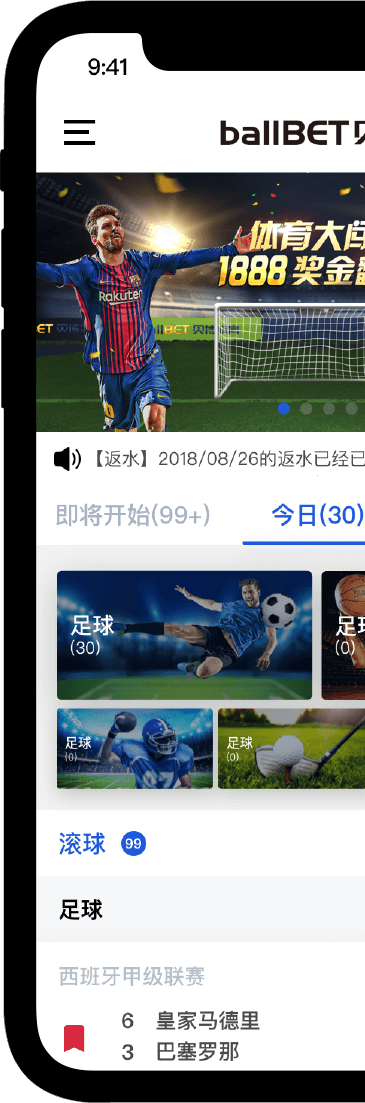 9:41
ballBET
体育大
1888 奖金
Rakuten
【返水】2018/08/26的返水已经已
即将开始(99+)
今日(30)
足球
(30)
足
(0)
足球
(0)
足球
(0)
滚球 99
足球
西班牙甲级联赛
6 皇家马德里
3 巴塞罗那